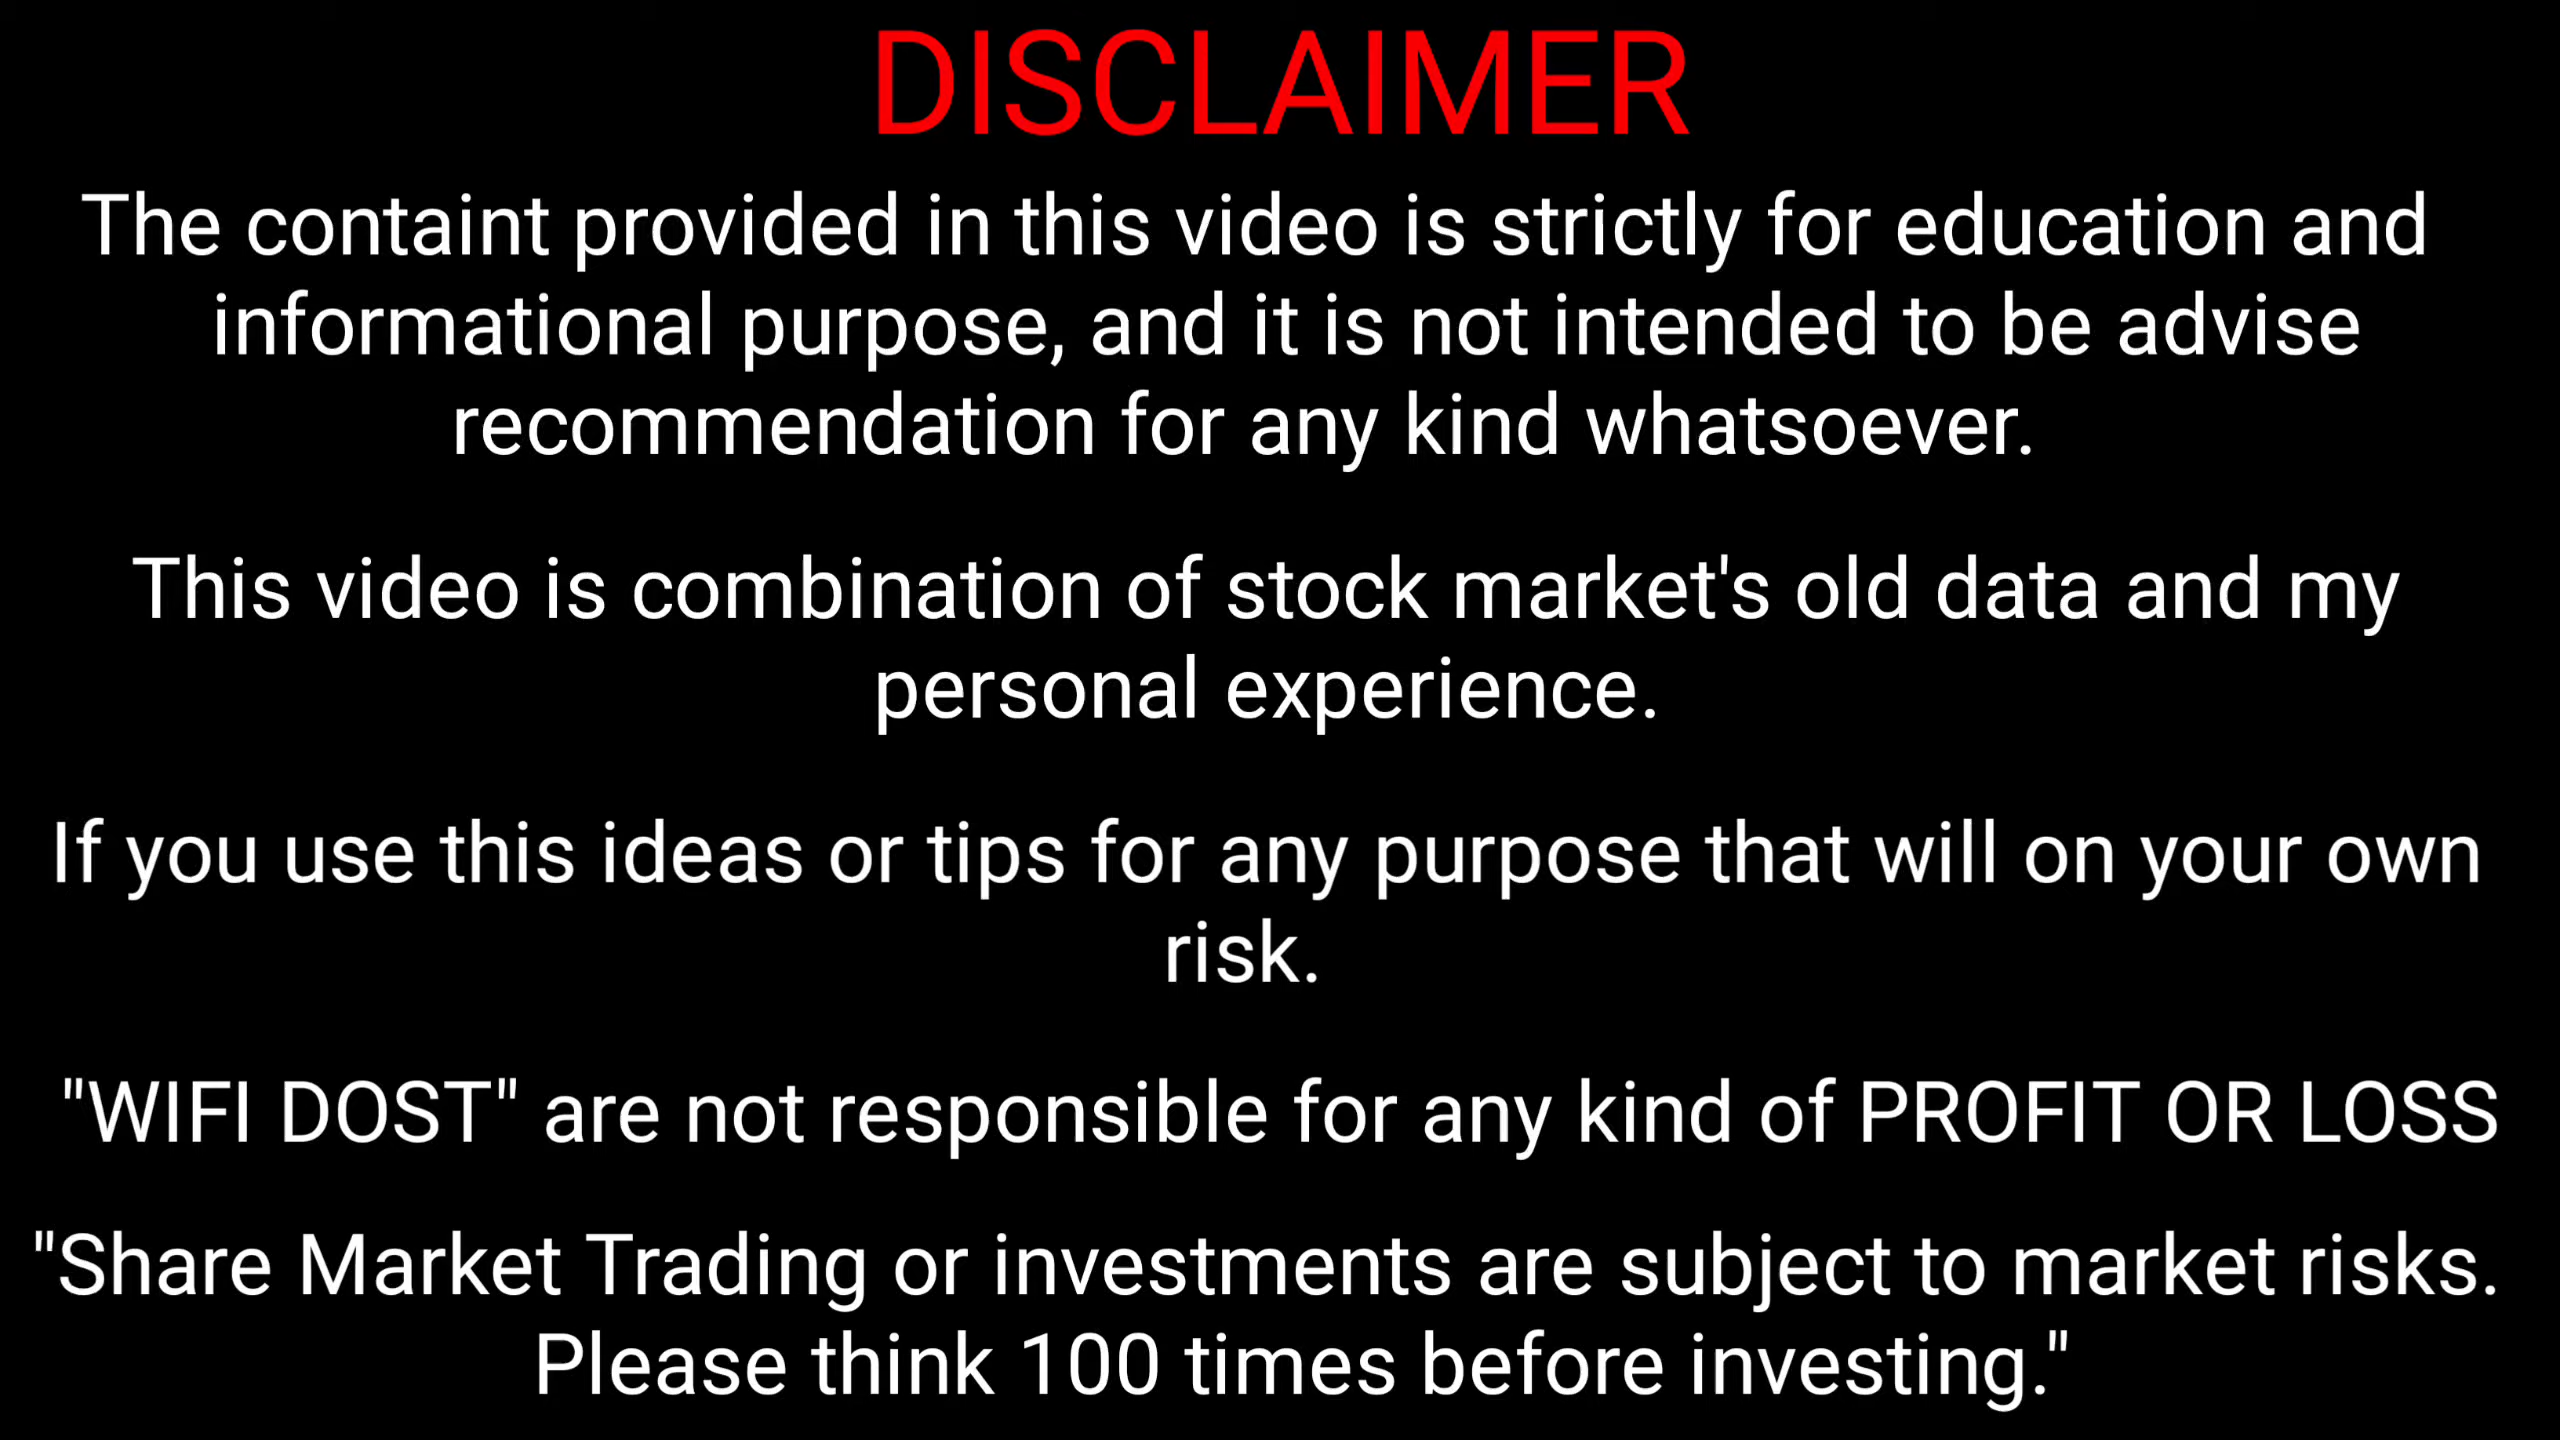 DISCLAIMER
The containt provided in this video is strictly for education and
informational purpose, and it is not intended to be advise
recommendation for any kind whatsoever.
This video is combination of stock market's old data and my
personal experience.
If you use this ideas or tips for any purpose that will on your own
risk.
"WIFI DOST" are not responsible for any kind of PROFIT OR LOSS
"Share Market Trading or investments are subject to market risks.
Please think 100 times before investing."